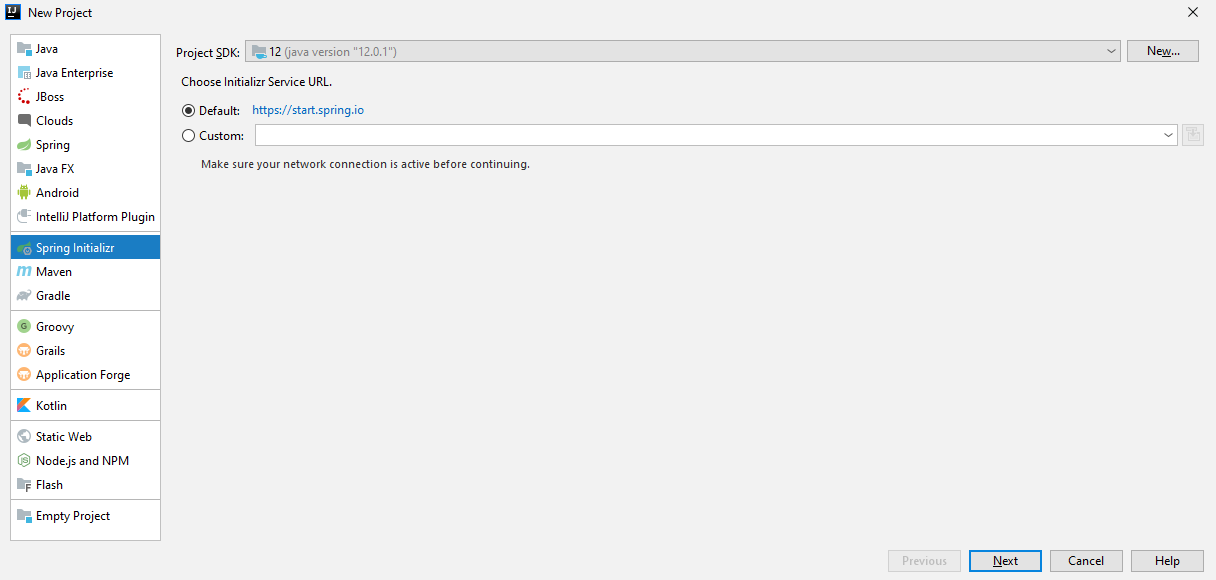 IJ New Project
Java
Java Enterprise
JBoss
Clouds
Spring
Java FX
Android
IntelliJ Platform Plugin
Spring Initializr
Maven
Gradle
Groovy
Grails
Application Forge
Kotlin
Static Web
Node.js and NPM
Flash
Empty Project
Project SDK: 12 (java version "12.0.1") New...
Choose Initializr Service URL.
Default: https://start.spring.io
Custom:
Make sure your network connection is active before continuing.
Previous Next Cancel Help